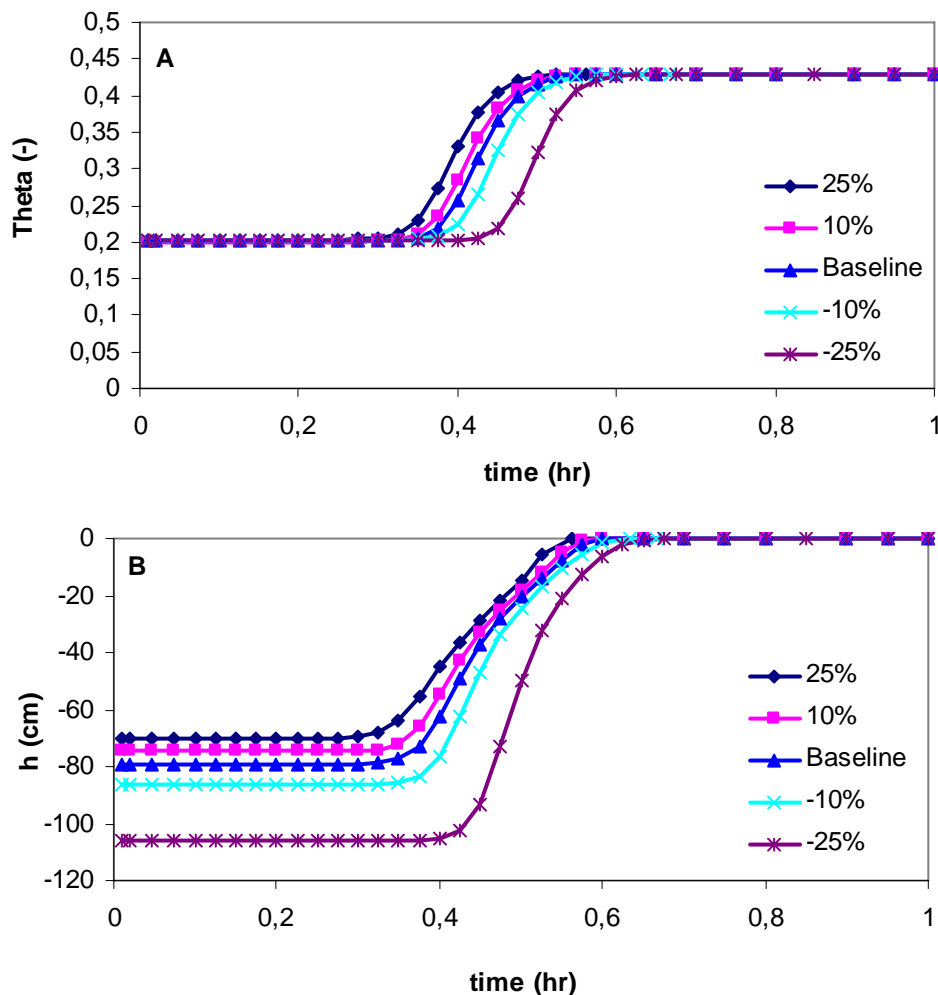 A
0,5
0,45
0,4
0,35
0,3
0,25
0,2
0,15
0,1
0,05
0
Theta (-)
25%
10%
Baseline
-10%
-25%
0 0,2 0,4 0,6 0,8 1
time (hr)
B
0
-20
-40
-60
-80
-100
-120
h (cm)
25%
10%
Baseline
-10%
-25%
0 0,2 0,4 0,6 0,8 1
time (hr)